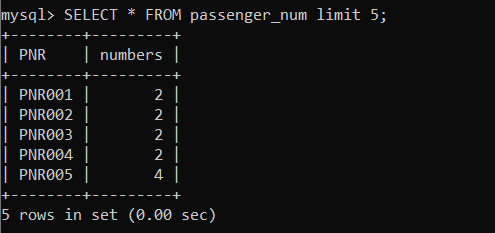 mysql> SELECT * FROM passenger_num limit 5;
+--------+---------+
| PNR    | numbers |
+--------+---------+
| PNR001 |       2 |
| PNR002 |       2 |
| PNR003 |       2 |
| PNR004 |       2 |
| PNR005 |       4 |
+--------+---------+
5 rows in set (0.00 sec)